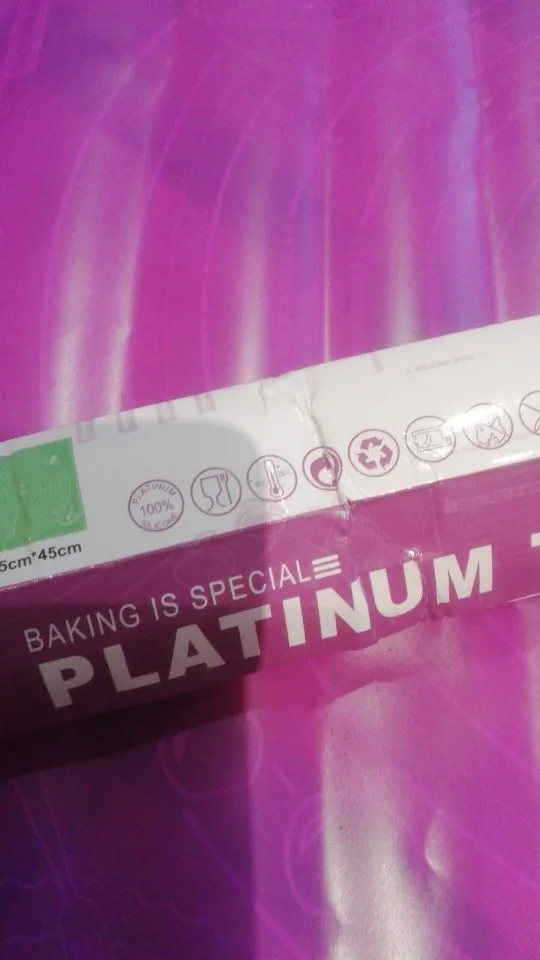 5cm*45cm
PLATINUM
100%
SILICONE
BAKING IS SPECIAL
PLATINUM